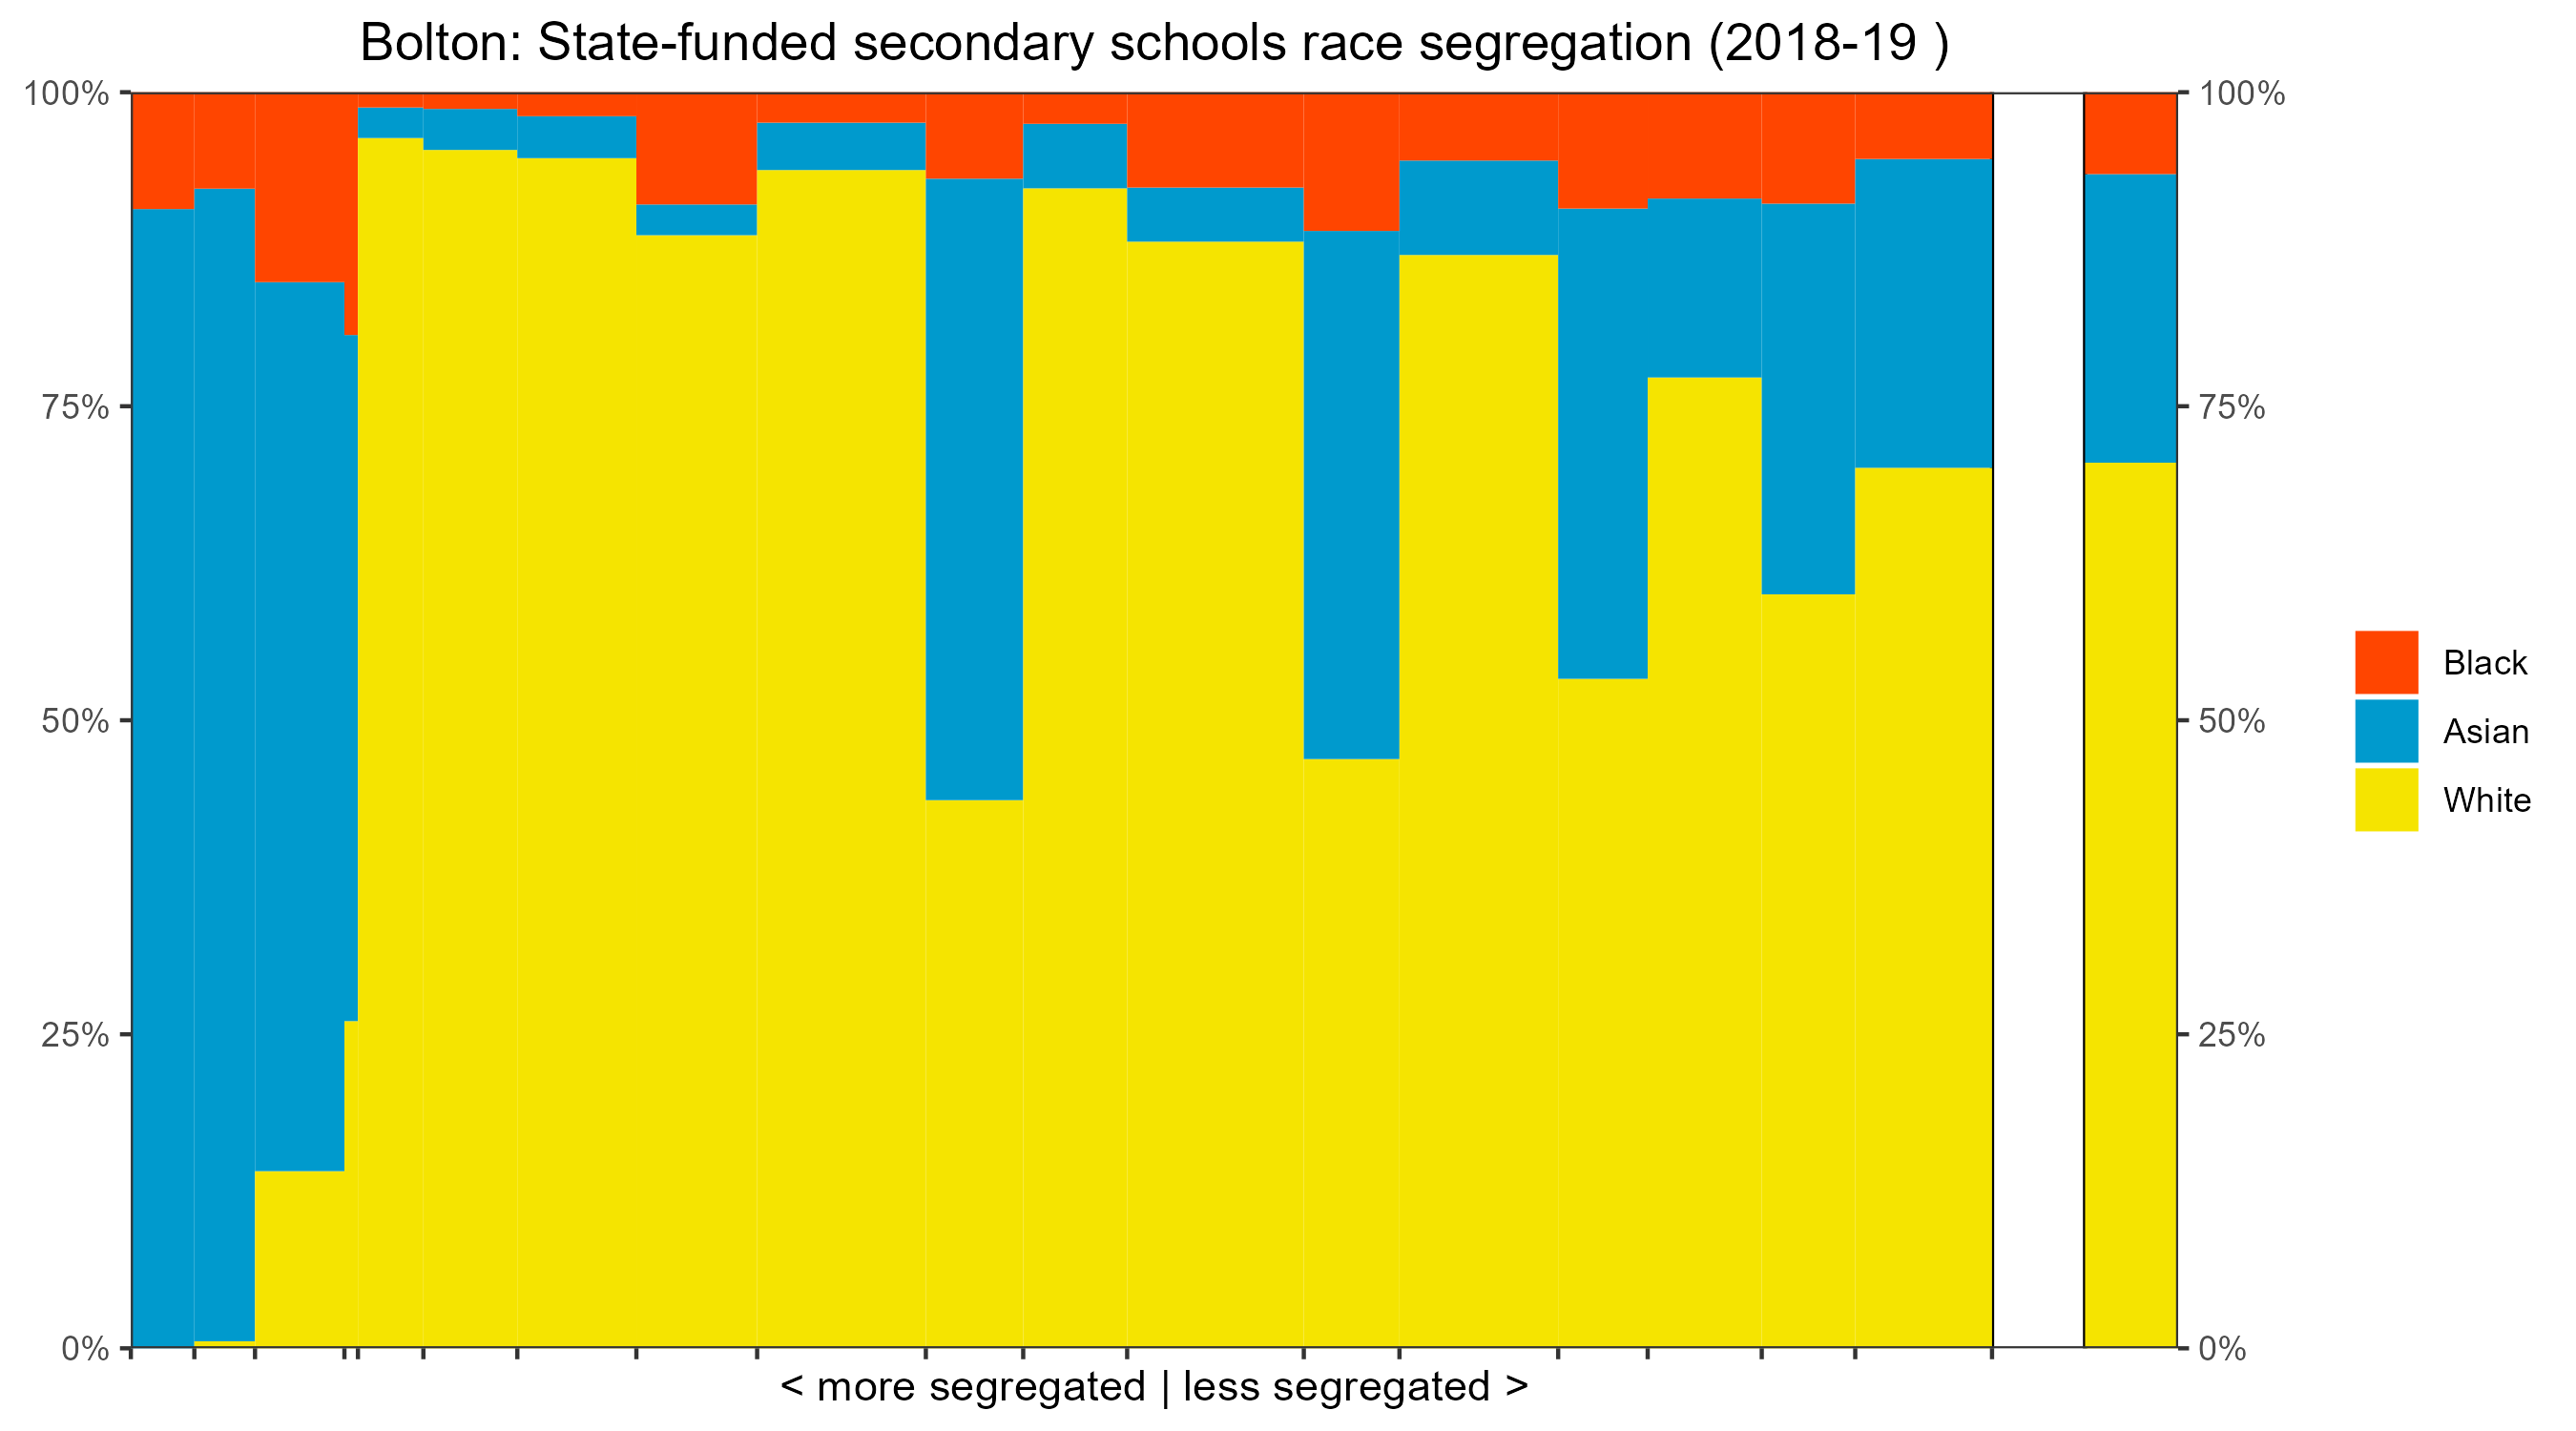 Bolton: State-funded secondary schools race segregation (2018-19 )
100%
75%
50%
25%
0%
100%
75%
50%
25%
0%
Black
Asian
White
< more segregated | less segregated >